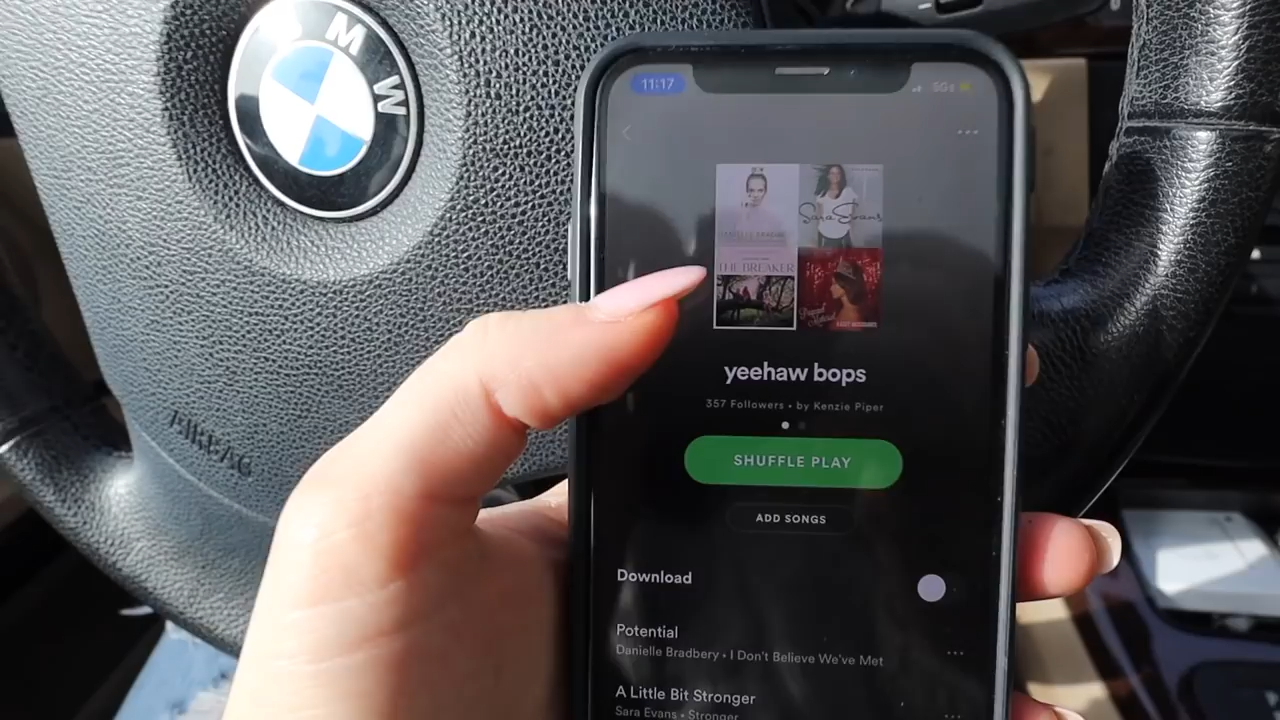 BMW
11:17
5GE
Sara Evans
THE BREAKER
yeehaw bops
357 Followers • by Kenzie Piper
SHUFFLE PLAY
ADD SONGS
AIRBAG
Download
Potential
Danielle Bradbery • I Don't Believe We've Met
A Little Bit Stronger
Sara Evans • Stronger